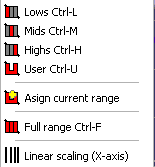 Lows Ctrl-L
Mids Ctrl-M
Highs Ctrl-H
User Ctrl-U
Asign current range
Full range Ctrl-F
Linear scaling (X-axis)